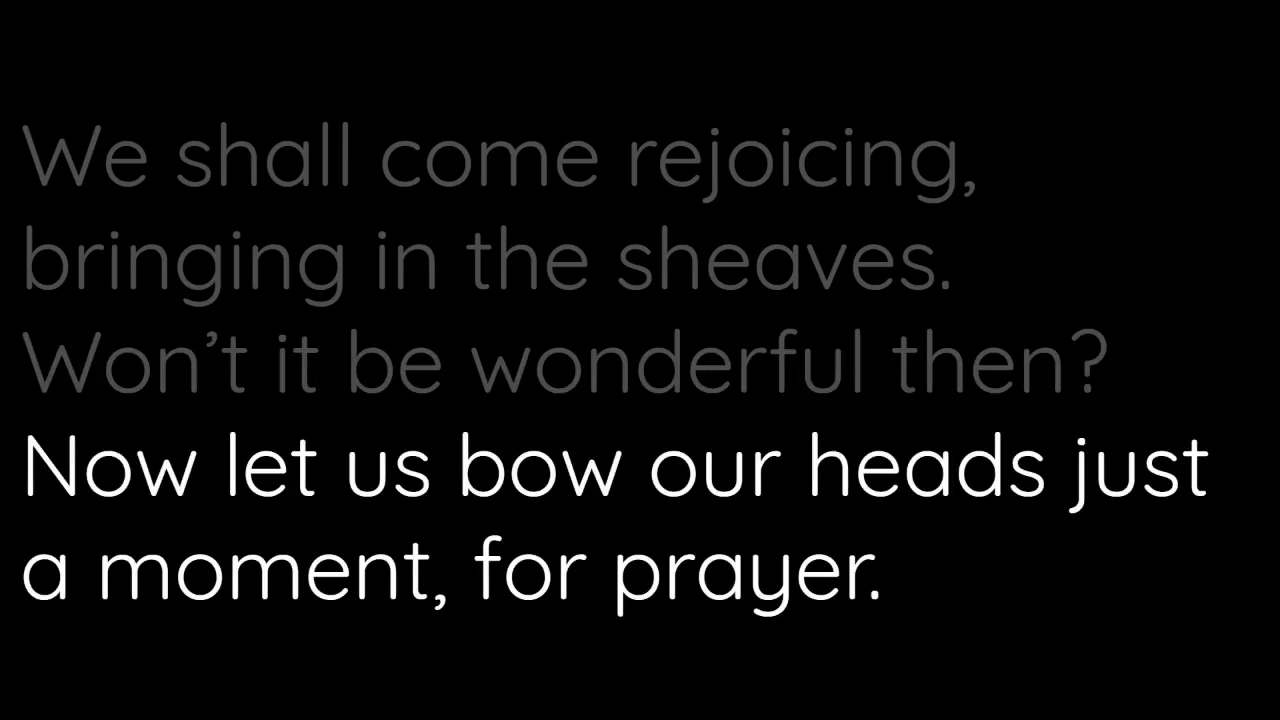 We shall come rejoicing,
bringing in the sheaves.
Won’t it be wonderful then?
Now let us bow our heads just
a moment, for prayer.